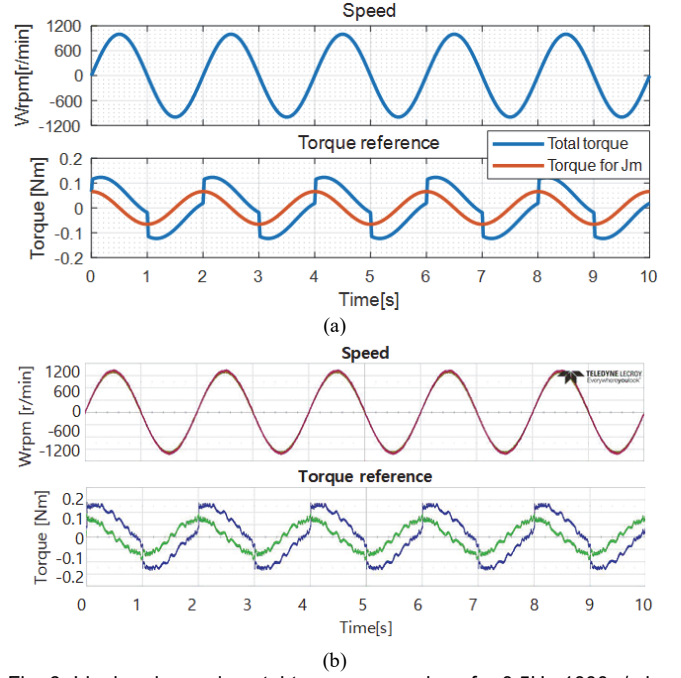 Speed
Wrpm[r/min]
1200
600
0
-600
-1200
Torque reference
Total torque
Torque for Jm
Torque [Nm]
0.2
0.1
0
-0.1
-0.2
0 1 2 3 4 5 6 7 8 9 10
Time[s]
(a)
Speed
Wrpm [r/min]
1200
600
0
-600
-1200
TELEDYNE LECROY
Everywhereyoulook
Torque reference
Torque [Nm]
0.2
0.1
0
-0.1
-0.2
0 1 2 3 4 5 6 7 8 9 10
Time[s]
(b)